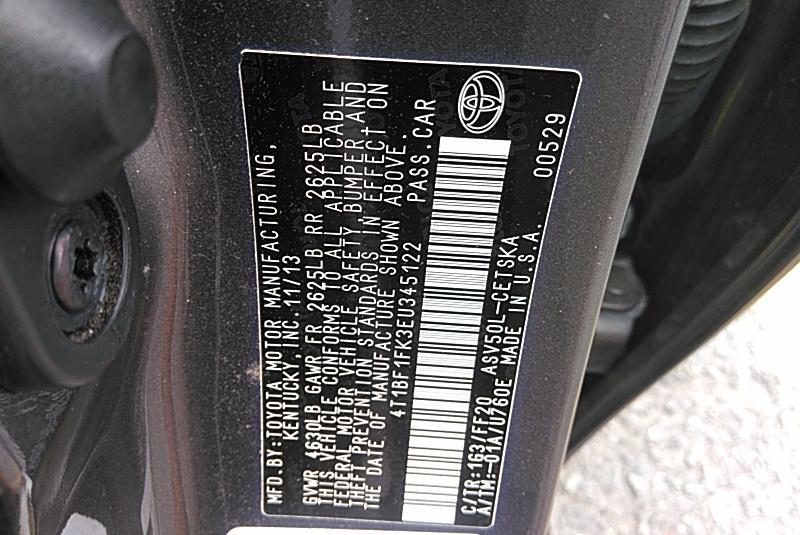 MFD.BY:TOYOTA MOTOR MANUFACTURING,
KENTUCKY, INC. 11/13
GVWR 4630LB GAWR FR 2625LB RR 2625LB
THIS VEHICLE CONFORMS TO ALL APPLICABLE
FEDERAL MOTOR VEHICLE SAFETY, BUMPER AND
THEFT PREVENTION STANDARDS IN EFFECT ON
THE DATE OF MANUFACTURE SHOWN ABOVE.
4T1BF1FK3EU345122 PASS.CAR
C/TR:1G3/FF20 ASV50L-CETSKA
A/TM:-01A/U760E MADE IN U.S.A.
00529